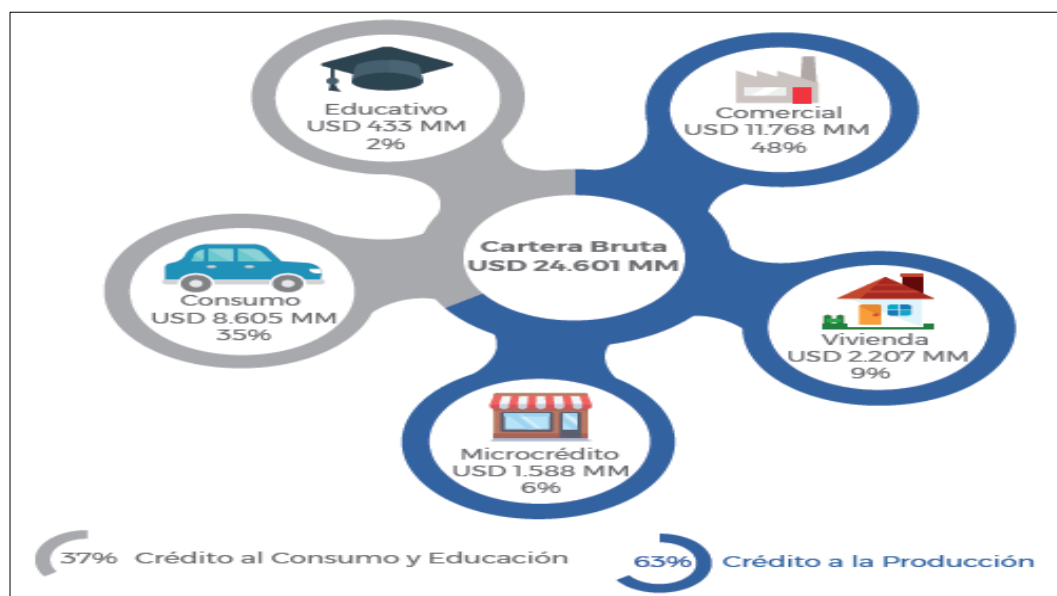 Educativo
USD 433 MM
2%
Comercial
USD 11.768 MM
48%
Cartera Bruta
USD 24.601 MM
Consumo
USD 8.605 MM
35%
Vivienda
USD 2.207 MM
9%
Microcrédito
USD 1.588 MM
6%
37% Crédito al Consumo y Educación
63% Crédito a la Producción